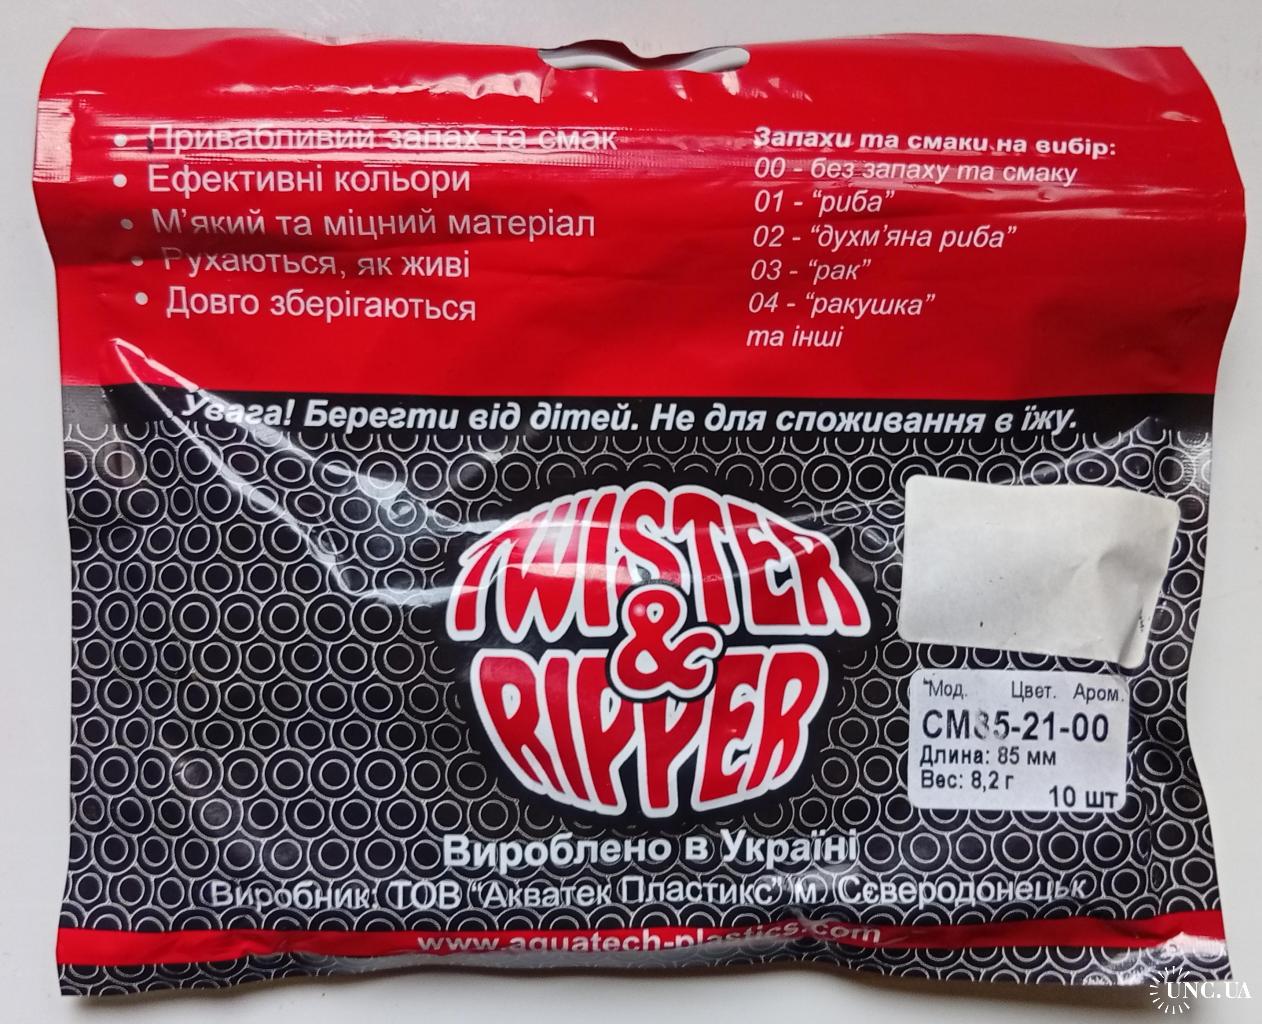 • Привабливий запах та смак
• Ефективні кольори
• М'який та міцний матеріал
• Рухаються, як живі
• Довго зберігаються
Запахи та смаки на вибір:
00 - без запаху та смаку
01 - “риба”
02 - “духм'яна риба”
03 - “рак”
04 - “ракушка”
та інші
Увага! Берегти від дітей. Не для споживання в їжу.
TWISTER
&
RIPPER
Мод. Цвет. Аром.
СМ85-21-00
Длина: 85 мм
Вес: 8,2 г
10 шт
Вироблено в Україні
Виробник: ТОВ “Акватек Пластикс” м. Сєверодонецьк
www.aquatech-plastics.com
UNC.UA